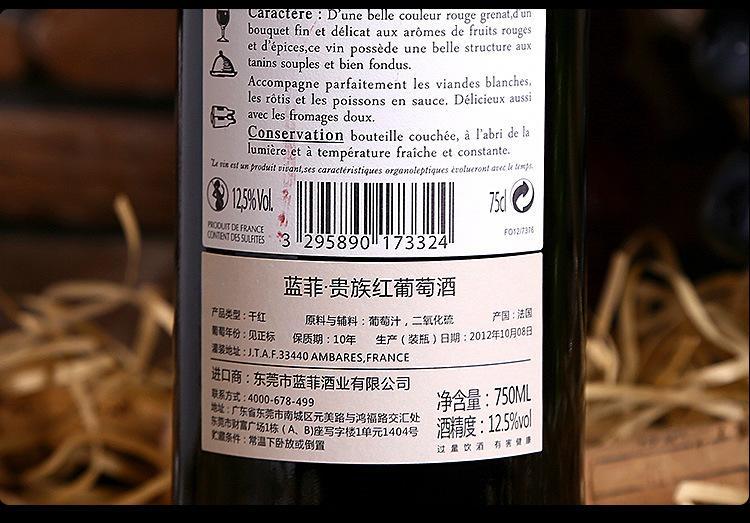 Caractère : D'une belle couleur rouge grenat,d'un
bouquet fin et délicat aux arômes de fruits rouges
et d'épices,ce vin possède une belle structure aux
tanins souples et bien fondus.
Accompagne parfaitement les viandes blanches,
les rôtis et les poissons en sauce. Délicieux aussi
avec les fromages doux.
Conservation bouteille couchée, à l'abri de la
lumière et à température fraîche et constante.
"Le vin est un produit vivant,ses caractéristiques organoleptiques évolueront avec le temps.
12,5% Vol.
75cl
PRODUIT DE FRANCE
CONTIENT DES SULFITES
FO12/7376
3 295890 173324
蓝菲·贵族红葡萄酒
产品类型：干红 原料与辅料：葡萄汁，二氧化硫 产国：法国
葡萄年份：见正标 保质期：10年 生产（装瓶）日期：2012年10月08日
灌装地址：J.T.A.F.33440 AMBARES,FRANCE
进口商：东莞市蓝菲酒业有限公司
联系方式：4000-678-499
地址：广东省东莞市南城区元美路与鸿福路交汇处
东莞市财富广场1栋（A、B)座写字楼1单元1404号
贮藏条件：常温下卧放或倒置
净含量：750ML
酒精度：12.5%vol
过量饮酒 有害健康